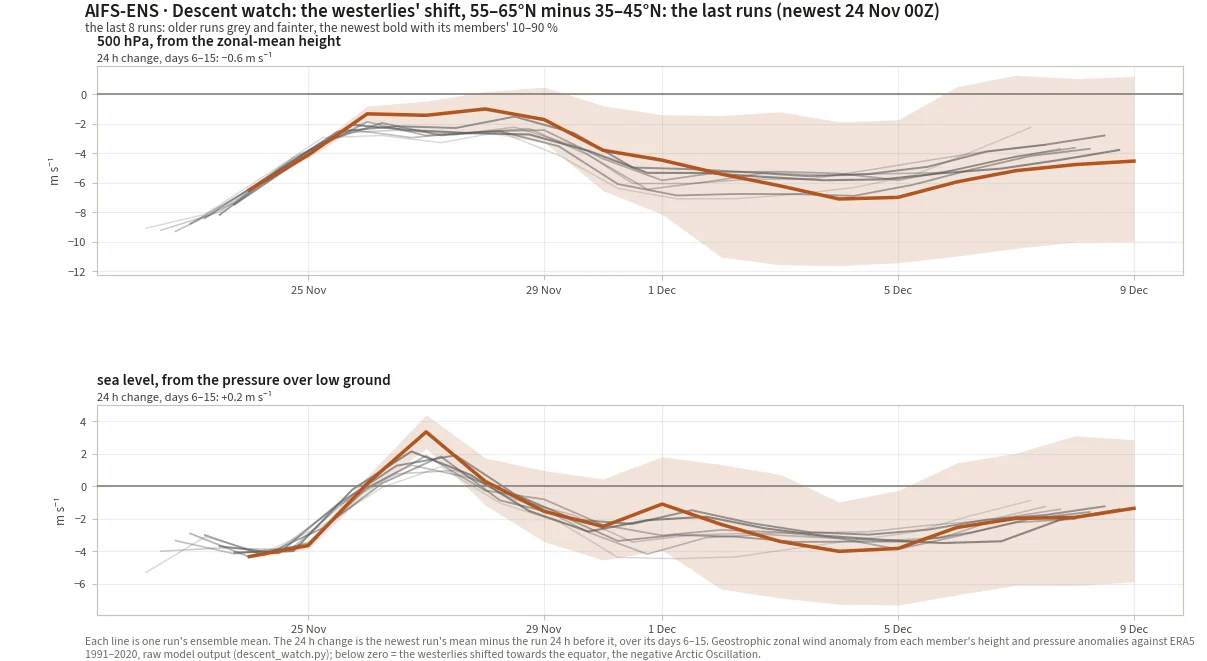 AIFS-ENS · Descent watch: the westerlies' shift, 55–65°N minus 35–45°N: the last runs (newest 24 Nov 00Z)
the last 8 runs: older runs grey and fainter, the newest bold with its members' 10–90 %
500 hPa, from the zonal-mean height
24 h change, days 6–15: −0.6 m s⁻¹
0
−2
−4
−6
−8
−10
−12
m s⁻¹
25 Nov 29 Nov 1 Dec 5 Dec 9 Dec
sea level, from the pressure over low ground
24 h change, days 6–15: +0.2 m s⁻¹
4
2
0
−2
−4
−6
m s⁻¹
25 Nov 29 Nov 1 Dec 5 Dec 9 Dec
Each line is one run's ensemble mean. The 24 h change is the newest run's mean minus the run 24 h before it, over its days 6–15. Geostrophic zonal wind anomaly from each member's height and pressure anomalies against ERA5
1991–2020, raw model output (descent_watch.py); below zero = the westerlies shifted towards the equator, the negative Arctic Oscillation.